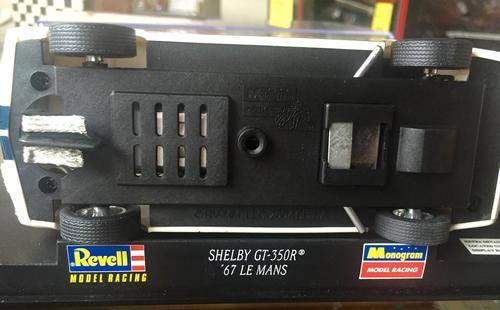 Revell
MODEL RACING
SHELBY GT-350R®
'67 LE MANS
Monogram
MODEL RACING